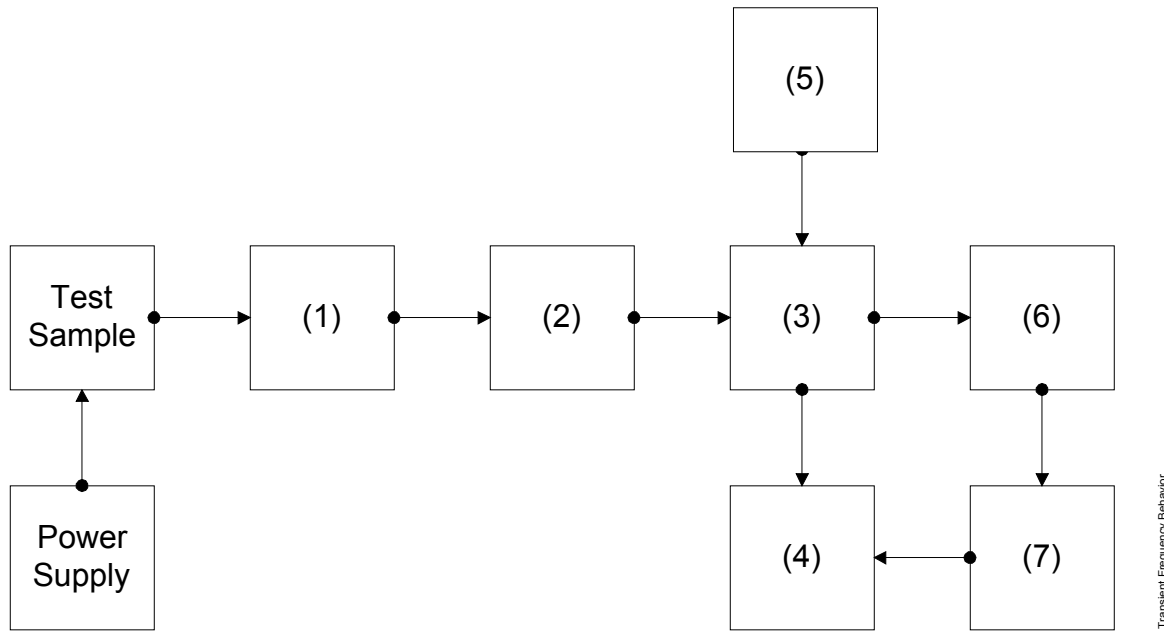 (5)
Test
Sample
(1)
(2)
(3)
(6)
Power
Supply
(4)
(7)
Transient Frequency Behavior